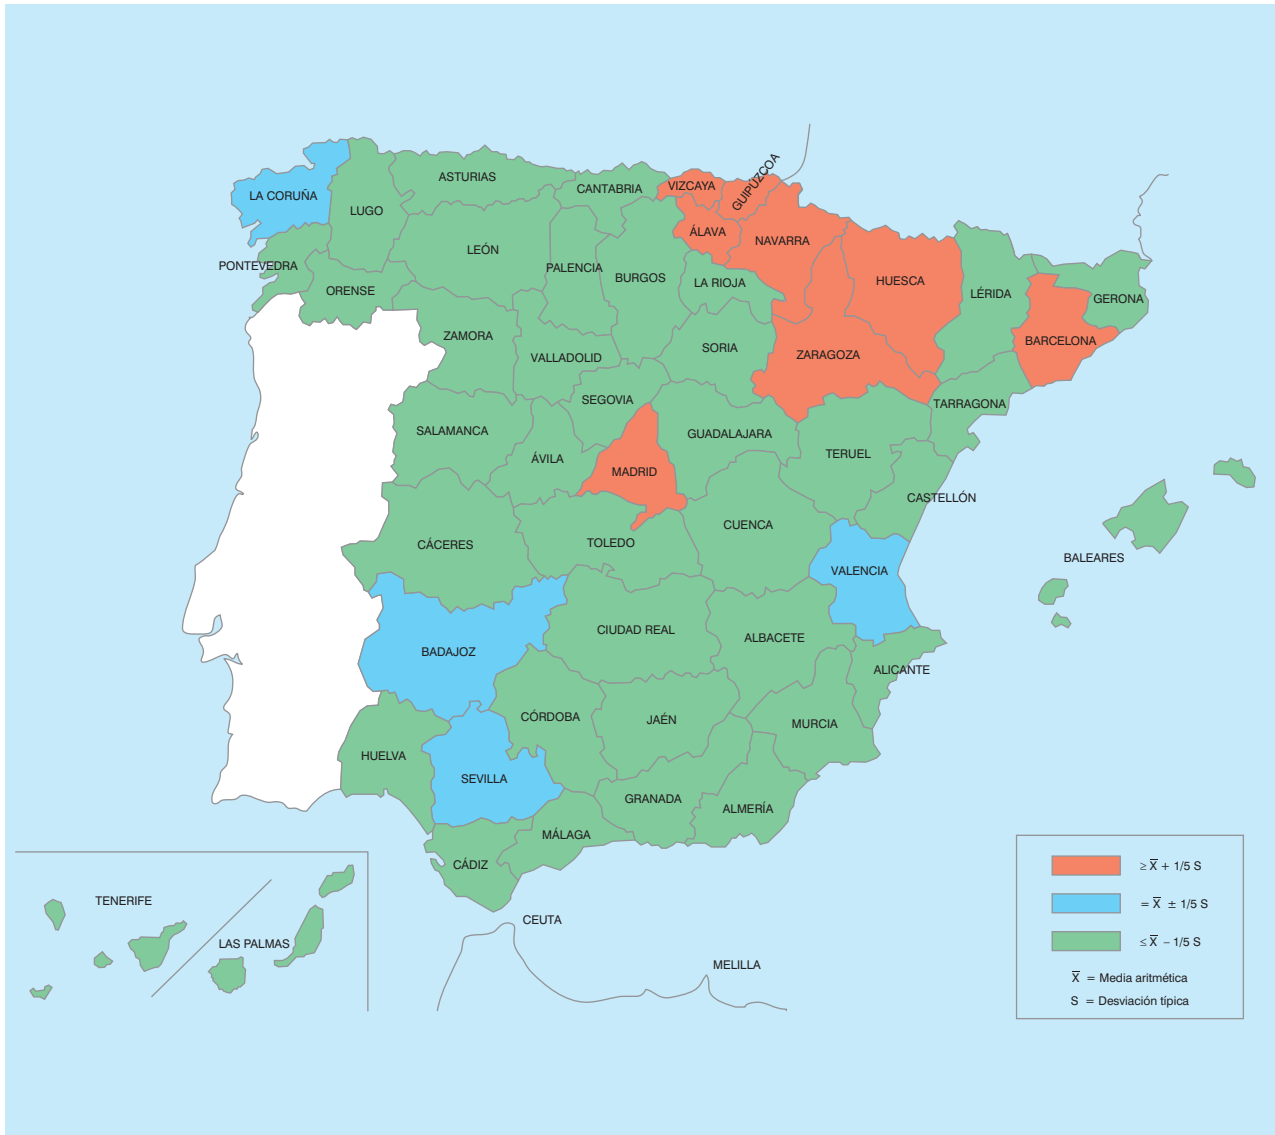 GUIPÚZCOA
ASTURIAS
VIZCAYA
CANTABRIA
LA CORUÑA
LUGO
ÁLAVA
NAVARRA
LEÓN
PONTEVEDRA
PALENCIA
BURGOS
LA RIOJA
HUESCA
ORENSE
LÉRIDA
GERONA
ZAMORA
BARCELONA
SORIA
VALLADOLID
ZARAGOZA
SEGOVIA
TARRAGONA
SALAMANCA
GUADALAJARA
TERUEL
ÁVILA
MADRID
CASTELLÓN
CUENCA
CÁCERES
TOLEDO
BALEARES
VALENCIA
CIUDAD REAL
ALBACETE
BADAJOZ
ALICANTE
CÓRDOBA
JAÉN
MURCIA
HUELVA
SEVILLA
GRANADA
ALMERÍA
MÁLAGA
CÁDIZ
TENERIFE
CEUTA
LAS PALMAS
MELILLA
≥ X̅ + 1/5 S
= X̅ ± 1/5 S
≤ X̅ − 1/5 S
X̅ = Media aritmética
S = Desviación típica